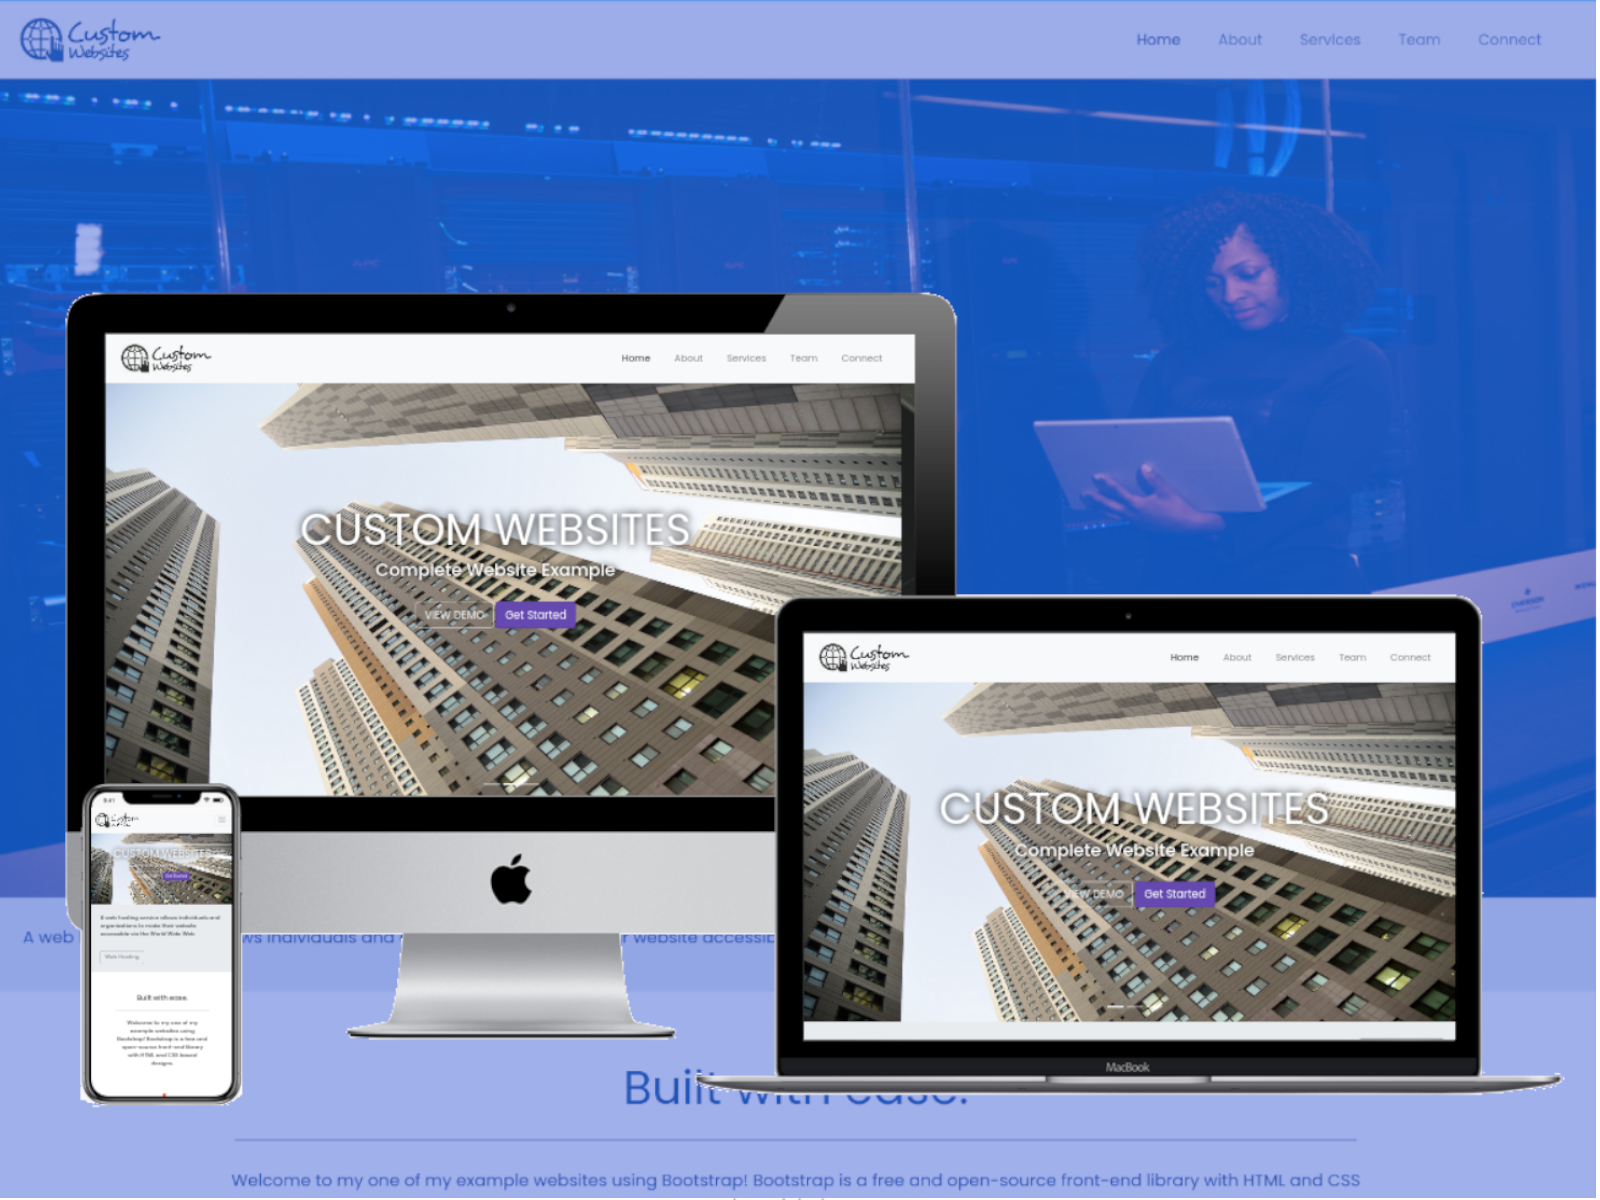 Custom
Websites
Home About Services Team Connect
Custom
Websites
Home About Services Team Connect
CUSTOM WEBSITES
Complete Website Example
VIEW DEMO Get Started
EMERSON
Custom
Websites
Home About Services Team Connect
CUSTOM WEBSITES
Complete Website Example
VIEW DEMO Get Started
MacBook
9:41
Custom
CUSTOM WEBSITES
Get Started
A web hosting service allows individuals and
organizations to make their website
accessible via the World Wide Web.
Web Hosting
Built with ease.
Welcome to my one of my
example websites using
Bootstrap! Bootstrap is a free and
open-source front-end library
with HTML and CSS based
designs.
A web ws individuals and r website accessib
Built with ease.
Welcome to my one of my example websites using Bootstrap! Bootstrap is a free and open-source front-end library with HTML and CSS